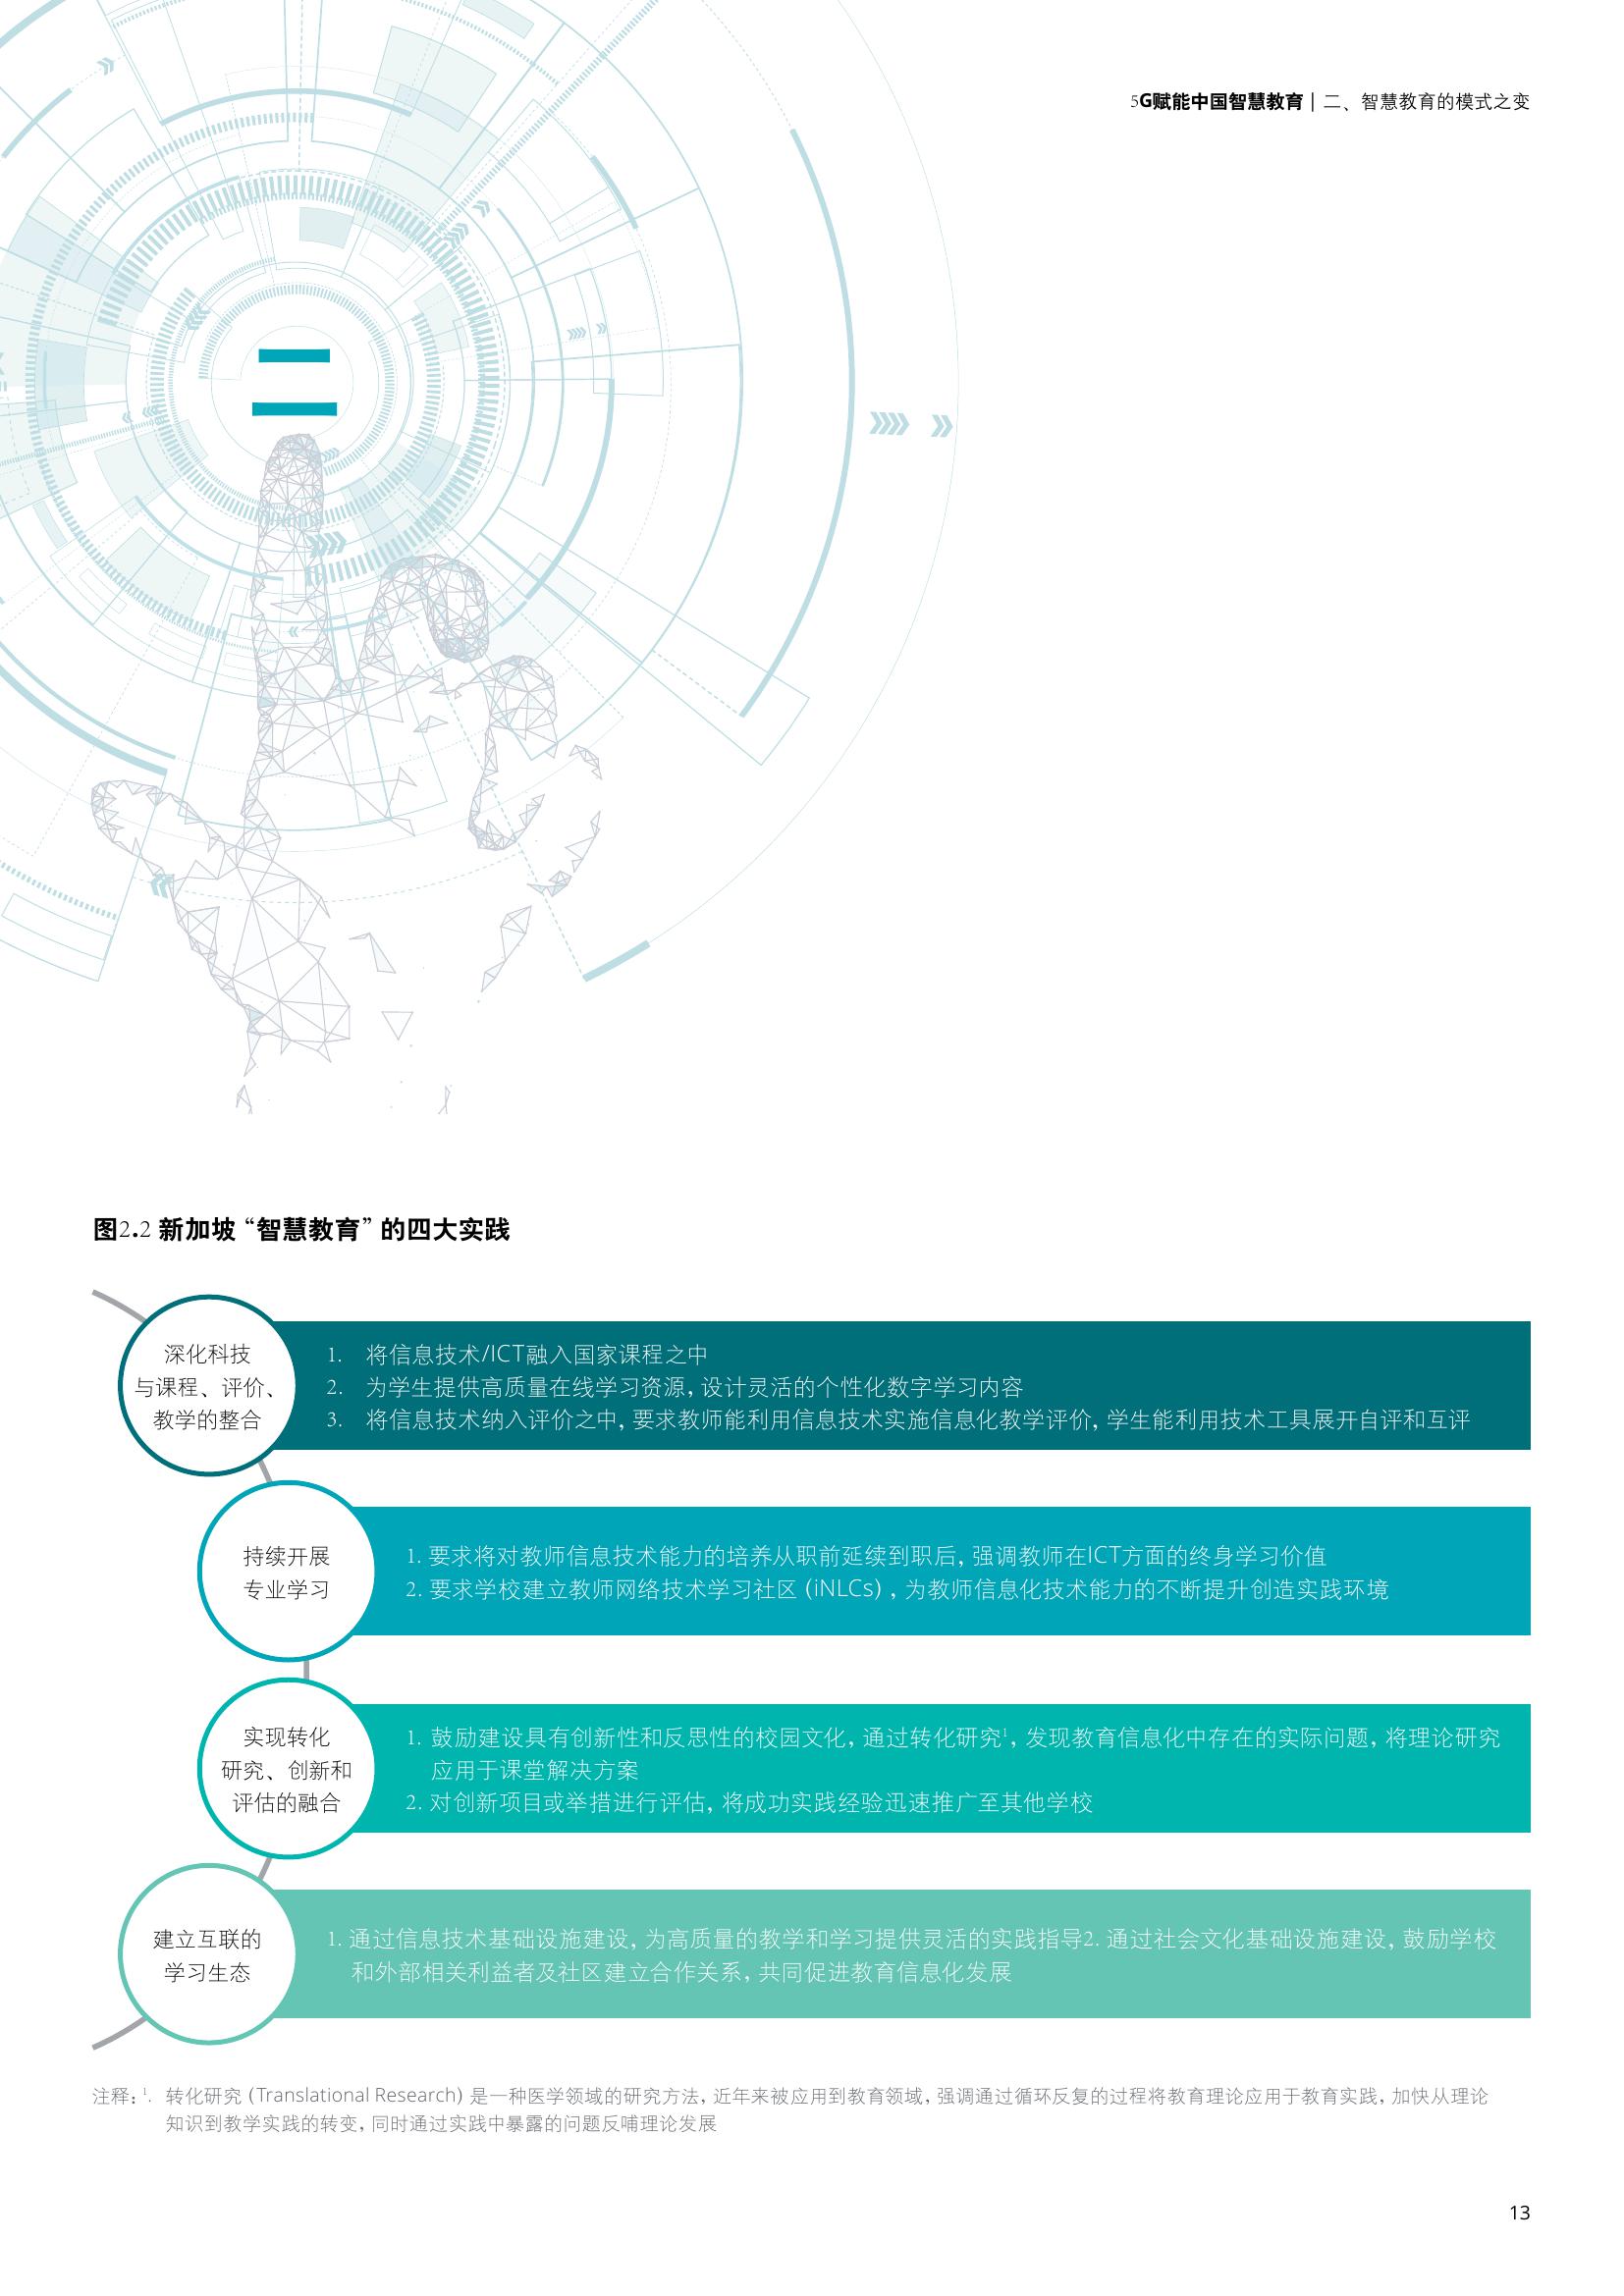 5G赋能中国智慧教育 | 二、智慧教育的模式之变
二
图2.2 新加坡“智慧教育”的四大实践
深化科技
与课程、评价、
教学的整合
1. 将信息技术/ICT融入国家课程之中
2. 为学生提供高质量在线学习资源,设计灵活的个性化数字学习内容
3. 将信息技术纳入评价之中,要求教师能利用信息技术实施信息化教学评价,学生能利用技术工具展开自评和互评
持续开展
专业学习
1. 要求将对教师信息技术能力的培养从职前延续到职后,强调教师在ICT方面的终身学习价值
2. 要求学校建立教师网络技术学习社区(iNLCs),为教师信息化技术能力的不断提升创造实践环境
实现转化
研究、创新和
评估的融合
1. 鼓励建设具有创新性和反思性的校园文化,通过转化研究¹,发现教育信息化中存在的实际问题,将理论研究
应用于课堂解决方案
2. 对创新项目或举措进行评估,将成功实践经验迅速推广至其他学校
建立互联的
学习生态
1. 通过信息技术基础设施建设,为高质量的教学和学习提供灵活的实践指导2. 通过社会文化基础设施建设,鼓励学校
和外部相关利益者及社区建立合作关系,共同促进教育信息化发展
注释:¹. 转化研究(Translational Research)是一种医学领域的研究方法,近年来被应用到教育领域,强调通过循环反复的过程将教育理论应用于教育实践,加快从理论
知识到教学实践的转变,同时通过实践中暴露的问题反哺理论发展
13